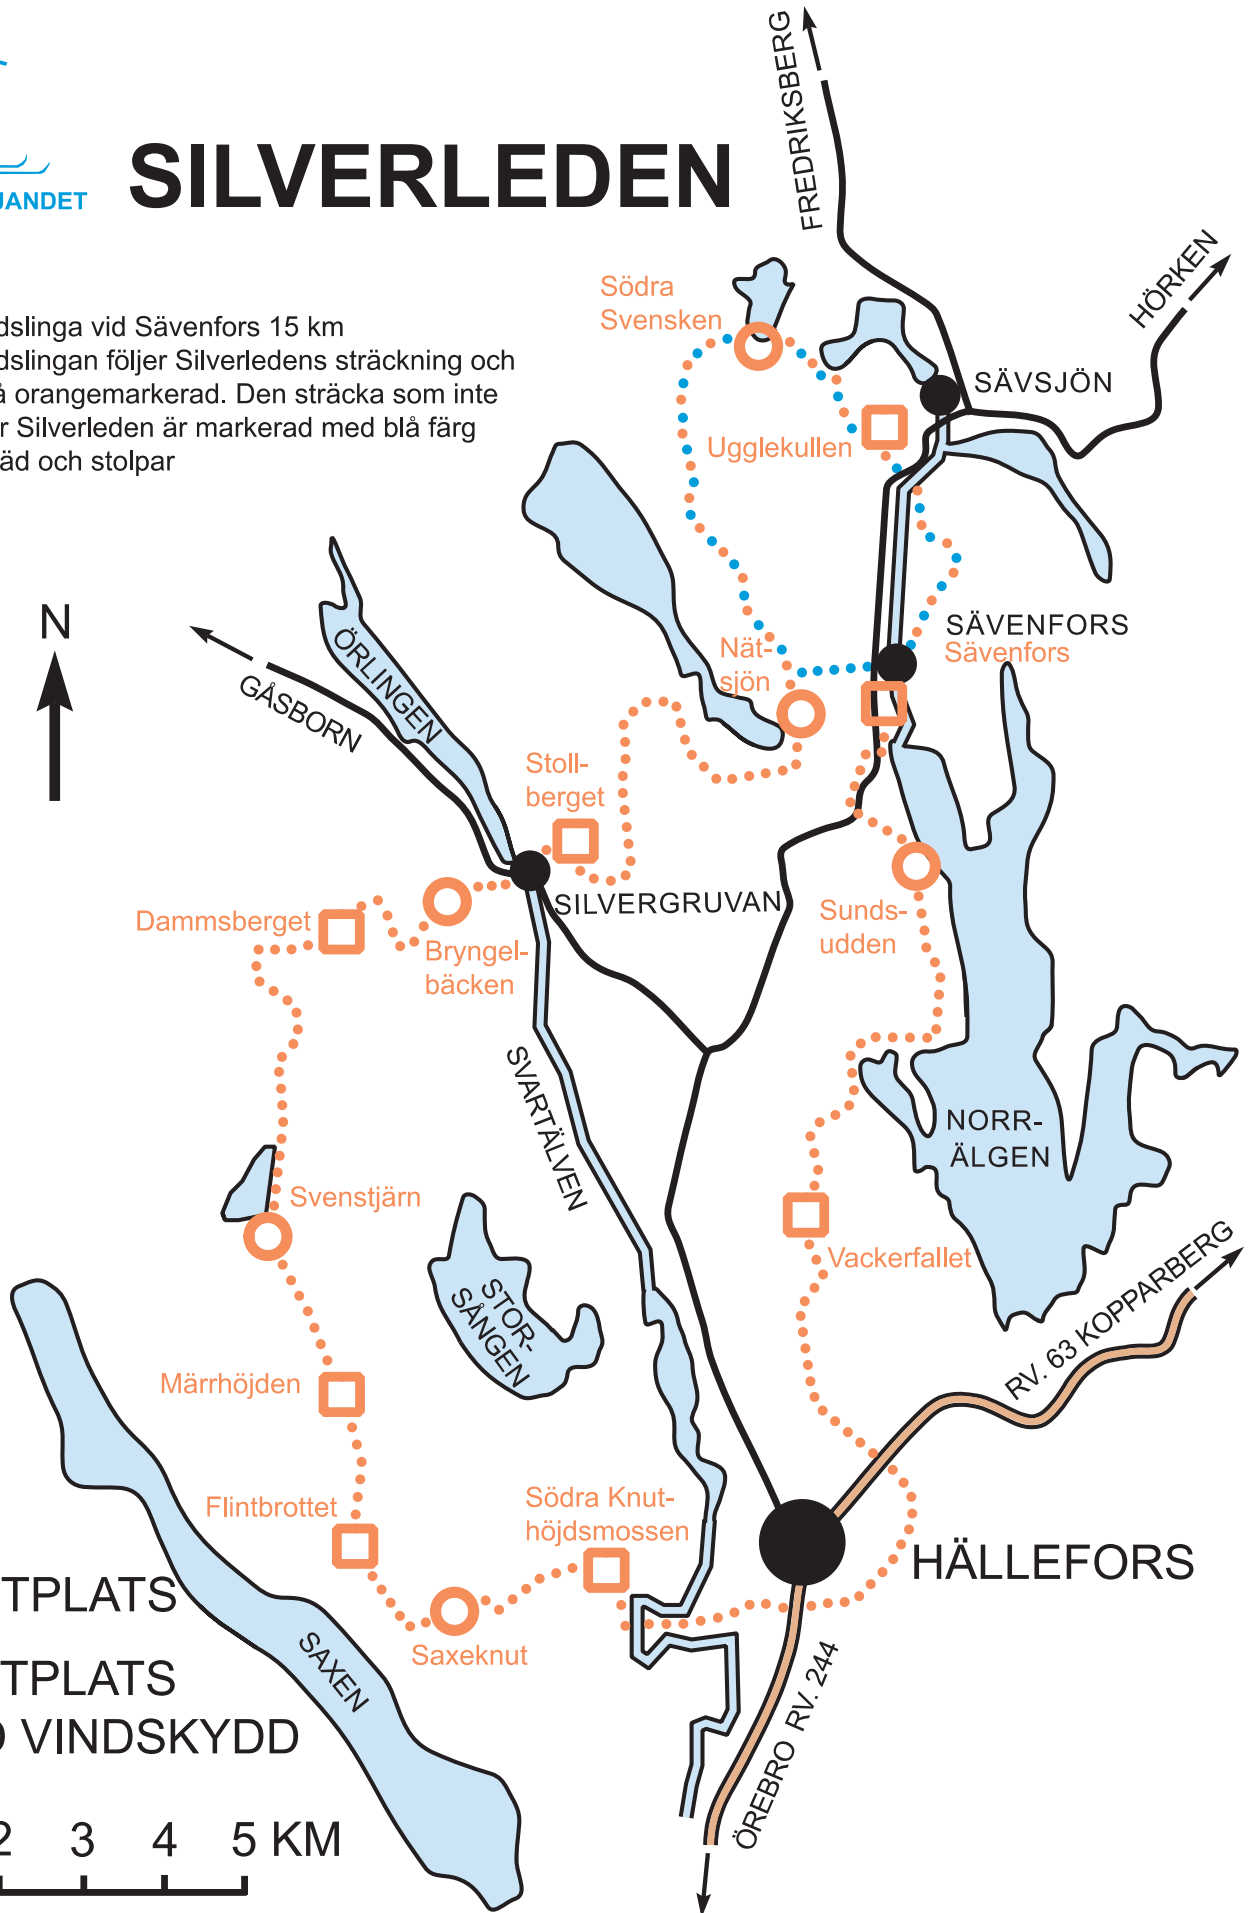 SILVERLEDEN
JANDET
FREDRIKSBERG
HÖRKEN
Södra
Svensken
dslinga vid Sävenfors 15 km
dslingan följer Silverledens sträckning och
å orangemarkerad. Den sträcka som inte
r Silverleden är markerad med blå färg
äd och stolpar
SÄVSJÖN
Ugglekullen
N
SÄVENFORS
Sävenfors
ÖRLINGEN
Nät-
sjön
GÅSBORN
Stoll-
berget
SILVERGRUVAN
Dammsberget
Bryngel-
bäcken
Sunds-
udden
SVARTÄLVEN
NORR-
ÄLGEN
Svenstjärn
Vackerfallet
STOR-
SÅNGEN
RV. 63 KOPPARBERG
Märrhöjden
Flintbrottet
Södra Knut-
höjdsmossen
HÄLLEFORS
TPLATS
Saxeknut
SAXEN
TPLATS
VINDSKYDD
ÖREBRO RV. 244
2 3 4 5 KM